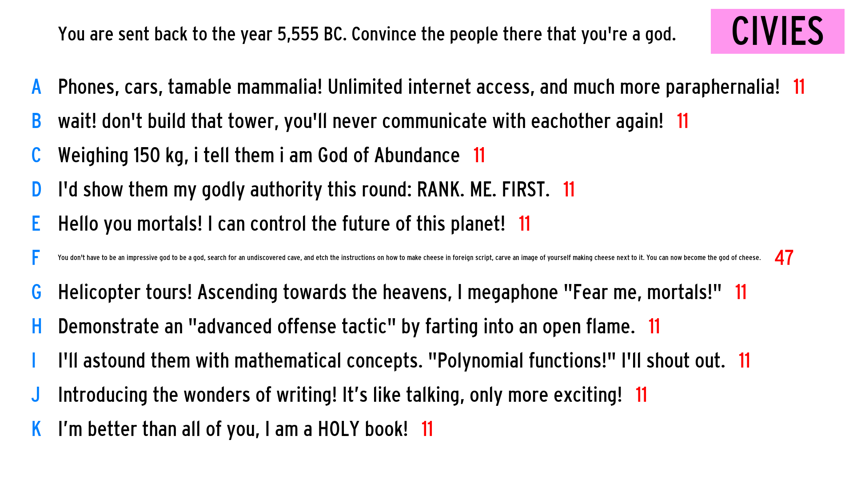 You are sent back to the year 5,555 BC. Convince the people there that you're a god.
CIVIES
A Phones, cars, tamable mammalia! Unlimited internet access, and much more paraphernalia! 11
B wait! don't build that tower, you'll never communicate with eachother again! 11
C Weighing 150 kg, i tell them i am God of Abundance 11
D I'd show them my godly authority this round: RANK. ME. FIRST. 11
E Hello you mortals! I can control the future of this planet! 11
F You don't have to be an impressive god to be a god, search for an undiscovered cave, and etch the instructions on how to make cheese in foreign script, carve an image of yourself making cheese next to it. You can now become the god of cheese. 47
G Helicopter tours! Ascending towards the heavens, I megaphone "Fear me, mortals!" 11
H Demonstrate an "advanced offense tactic" by farting into an open flame. 11
I I'll astound them with mathematical concepts. "Polynomial functions!" I'll shout out. 11
J Introducing the wonders of writing! It’s like talking, only more exciting! 11
K I’m better than all of you, I am a HOLY book! 11